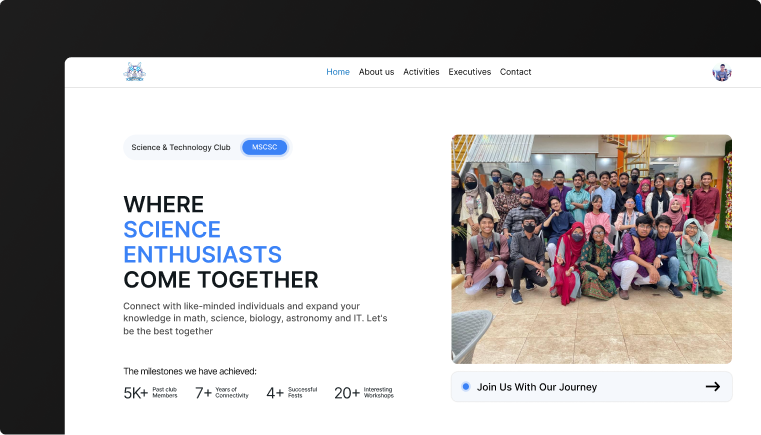 Home About us Activities Executives Contact
Science & Technology Club MSCSC
WHERE
SCIENCE
ENTHUSIASTS
COME TOGETHER
Connect with like-minded individuals and expand your
knowledge in math, science, biology, astronomy and IT. Let's
be the best together
The milestones we have achieved:
5K+ Past club
Members
7+ Years of
Connectivity
4+ Successful
Fests
20+ Interesting
Workshops
Join Us With Our Journey